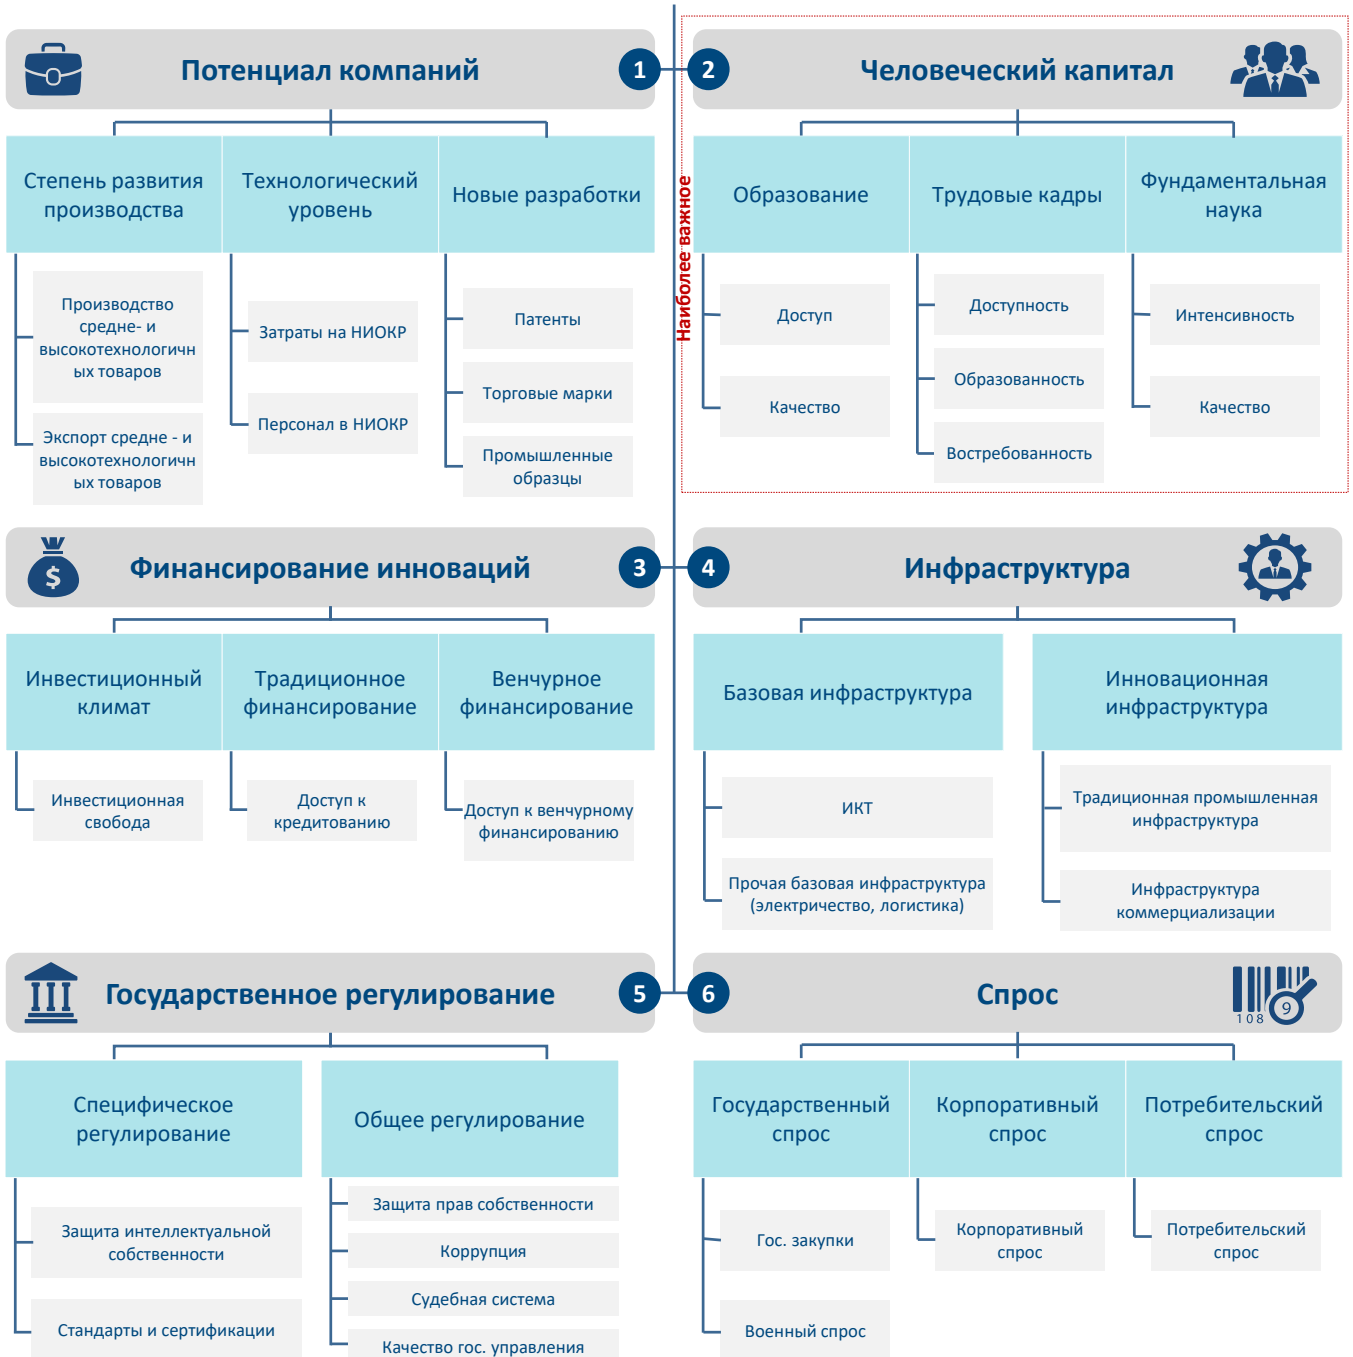 Потенциал компаний
1
Степень развития
производства
Технологический
уровень
Новые разработки
Производство
средне- и
высокотехнологичн
ых товаров
Экспорт средне - и
высокотехнологичн
ых товаров
Затраты на НИОКР
Персонал в НИОКР
Патенты
Торговые марки
Промышленные
образцы
2
Человеческий капитал
Наиболее важное
Образование
Трудовые кадры
Фундаментальная
наука
Доступ
Качество
Доступность
Образованность
Востребованность
Интенсивность
Качество
$
Финансирование инноваций
3
Инвестиционный
климат
Традиционное
финансирование
Венчурное
финансирование
Инвестиционная
свобода
Доступ к
кредитованию
Доступ к венчурному
финансированию
4
Инфраструктура
Базовая инфраструктура
Инновационная
инфраструктура
ИКТ
Прочая базовая инфраструктура
(электричество, логистика)
Традиционная промышленная
инфраструктура
Инфраструктура
коммерциализации
Государственное регулирование
5
Специфическое
регулирование
Общее регулирование
Защита интеллектуальной
собственности
Стандарты и сертификации
Защита прав собственности
Коррупция
Судебная система
Качество гос. управления
6
Спрос
108 9
Государственный
спрос
Корпоративный
спрос
Потребительский
спрос
Гос. закупки
Военный спрос
Корпоративный
спрос
Потребительский
спрос